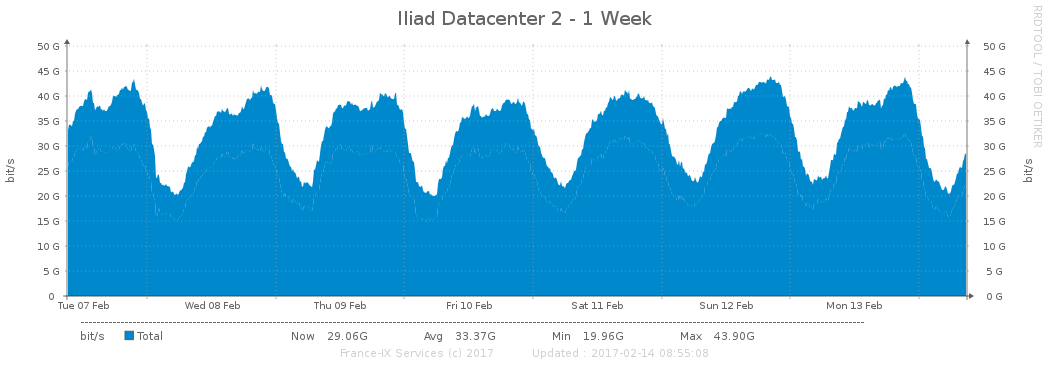 Iliad Datacenter 2 - 1 Week
RRDTOOL / TOBI OETIKER
50 G 50 G
45 G 45 G
40 G 40 G
35 G 35 G
30 G 30 G
25 G 25 G
20 G 20 G
15 G 15 G
10 G 10 G
5 G 5 G
0 0 G
bit/s bit/s
Tue 07 Feb Wed 08 Feb Thu 09 Feb Fri 10 Feb Sat 11 Feb Sun 12 Feb Mon 13 Feb
bit/s Total Now 29.06G Avg 33.37G Min 19.96G Max 43.90G
France-IX Services (c) 2017 Updated : 2017-02-14 08:55:08